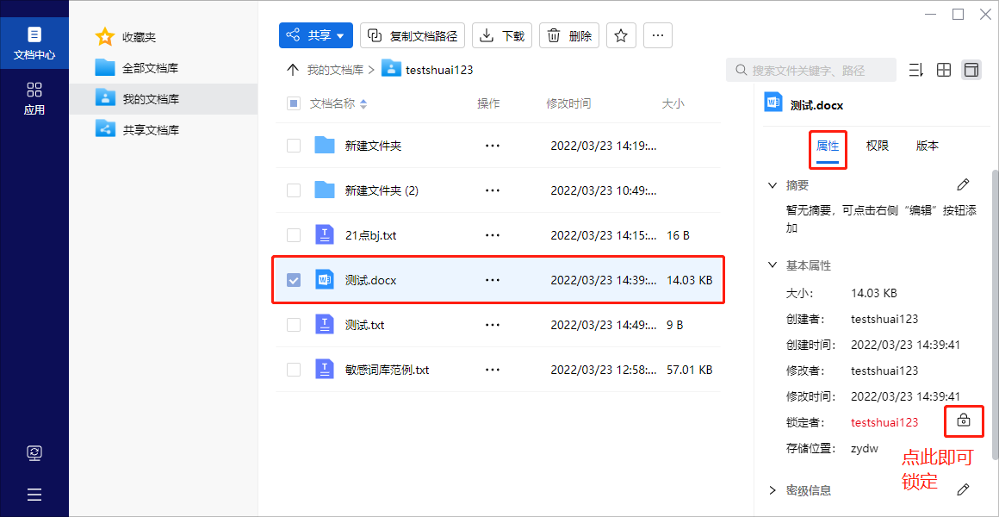 文档中心
应用
收藏夹
全部文档库
我的文档库
共享文档库
共享
复制文档路径
下载
删除
我的文档库
testshuai123
搜索文件关键字、路径
文档名称 操作 修改时间 大小
新建文件夹 2022/03/23 14:19:...
新建文件夹 (2) 2022/03/23 10:49:...
21点bj.txt 2022/03/23 14:15:... 16 B
测试.docx 2022/03/23 14:39:... 14.03 KB
测试.txt 2022/03/23 14:49:... 9 B
敏感词库范例.txt 2022/03/23 12:58:... 57.01 KB
测试.docx
属性 权限 版本
摘要
暂无摘要，可点击右侧“编辑”按钮添
加
基本属性
大小: 14.03 KB
创建者: testshuai123
创建时间: 2022/03/23 14:39:41
修改者: testshuai123
修改时间: 2022/03/23 14:39:41
锁定者: testshuai123
存储位置: zydw
点此即可
锁定
密级信息